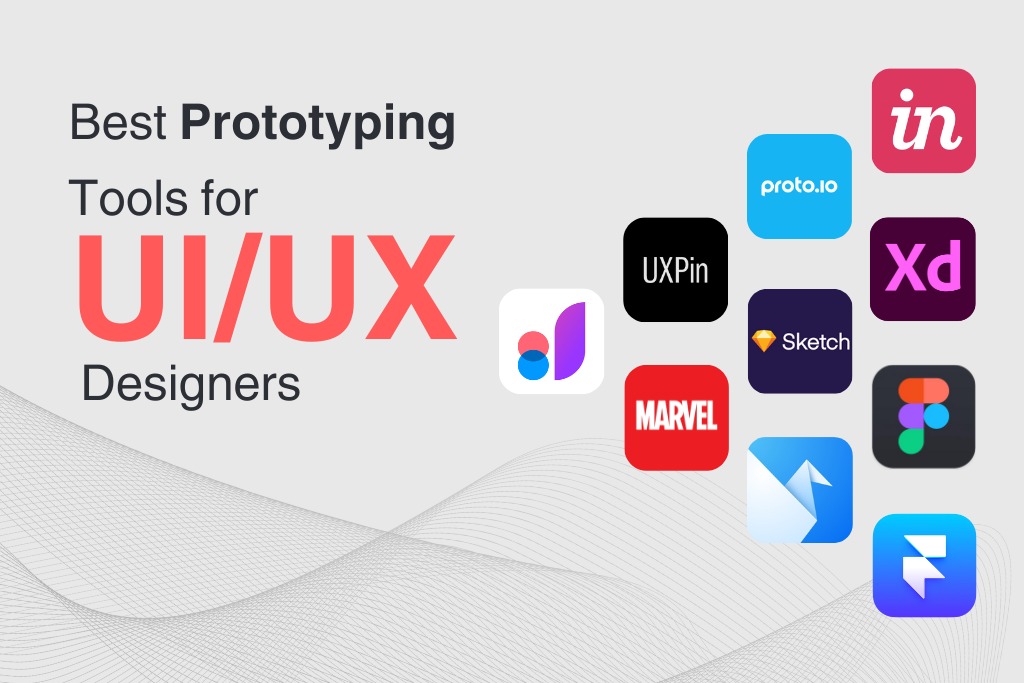 Best Prototyping
Tools for
UI/UX
Designers
in
proto.io
UXPin
Xd
Sketch
MARVEL